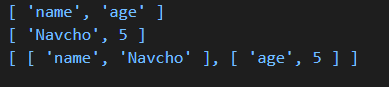 [ 'name', 'age' ]
[ 'Navcho', 5 ]
[ [ 'name', 'Navcho' ], [ 'age', 5 ] ]